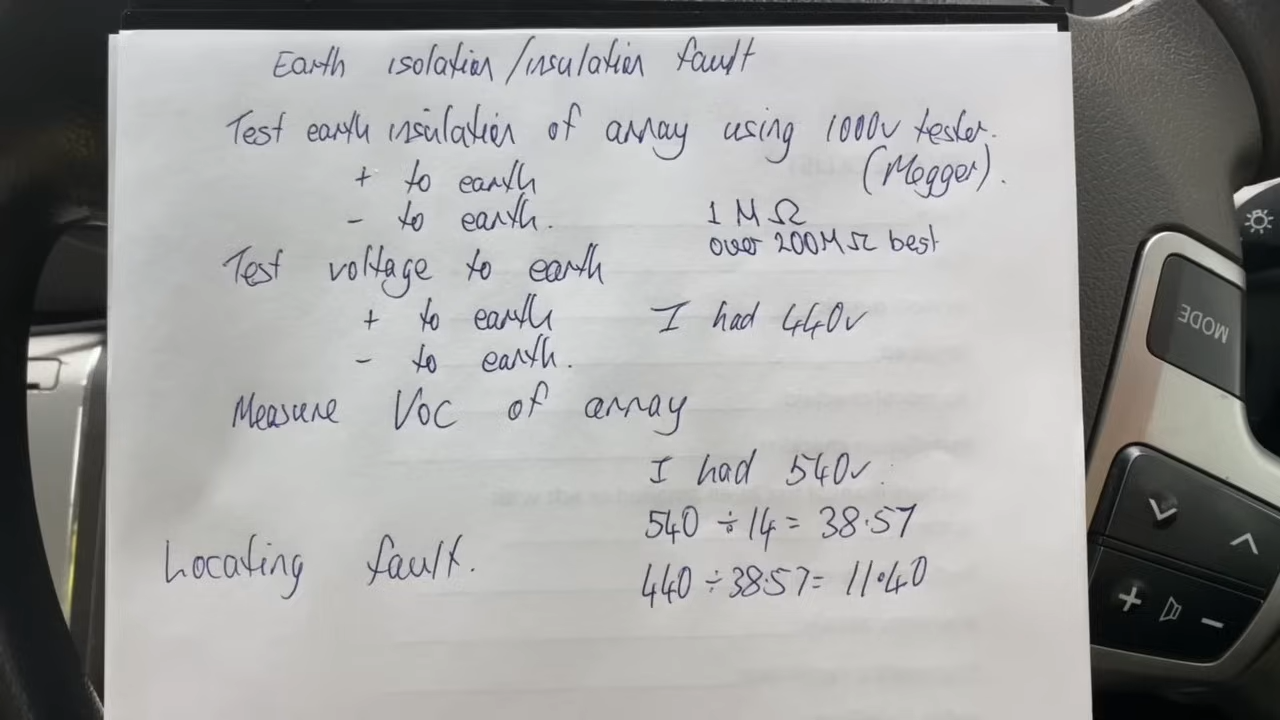 Earth isolation/insulation fault
Test earth insulation of array using 1000v tester.
(Megger).
+ to earth
- to earth.
1 MΩ
over 200MΩ best
Test voltage to earth
+ to earth I had 440v
- to earth.
Measure Voc of array
I had 540v.
540 ÷ 14 = 38.57
Locating fault.
440 ÷ 38.57 = 11.40
MODE
+ -